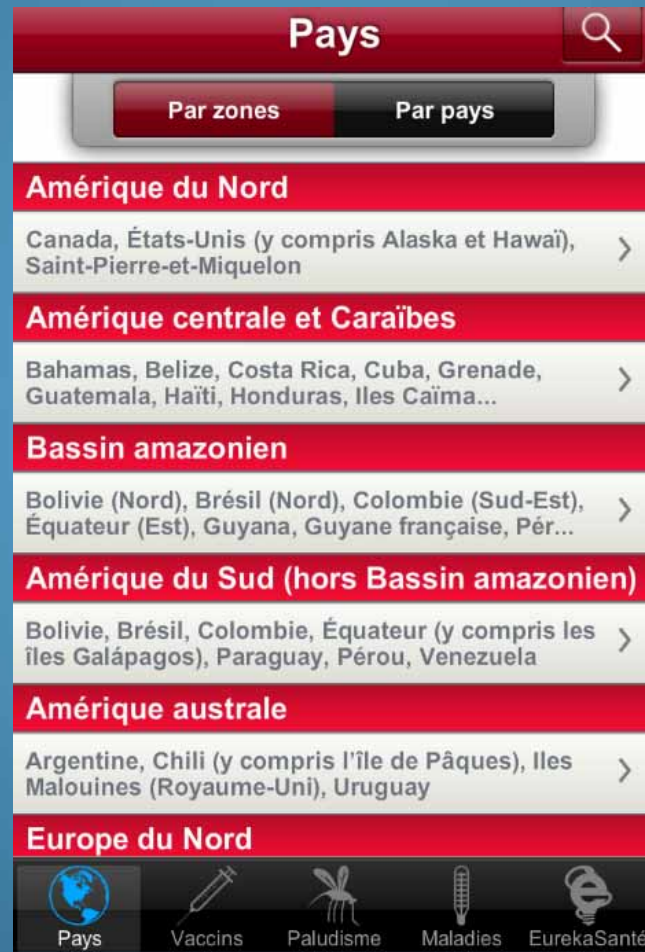 Pays
Par zones Par pays
Amérique du Nord
Canada, États-Unis (y compris Alaska et Hawaï),
Saint-Pierre-et-Miquelon
Amérique centrale et Caraïbes
Bahamas, Belize, Costa Rica, Cuba, Grenade,
Guatemala, Haïti, Honduras, Iles Caïma...
Bassin amazonien
Bolivie (Nord), Brésil (Nord), Colombie (Sud-Est),
Équateur (Est), Guyana, Guyane française, Pér...
Amérique du Sud (hors Bassin amazonien)
Bolivie, Brésil, Colombie, Équateur (y compris les
îles Galápagos), Paraguay, Pérou, Venezuela
Amérique australe
Argentine, Chili (y compris l'île de Pâques), Iles
Malouines (Royaume-Uni), Uruguay
Europe du Nord
Pays Vaccins Paludisme Maladies EurekaSanté